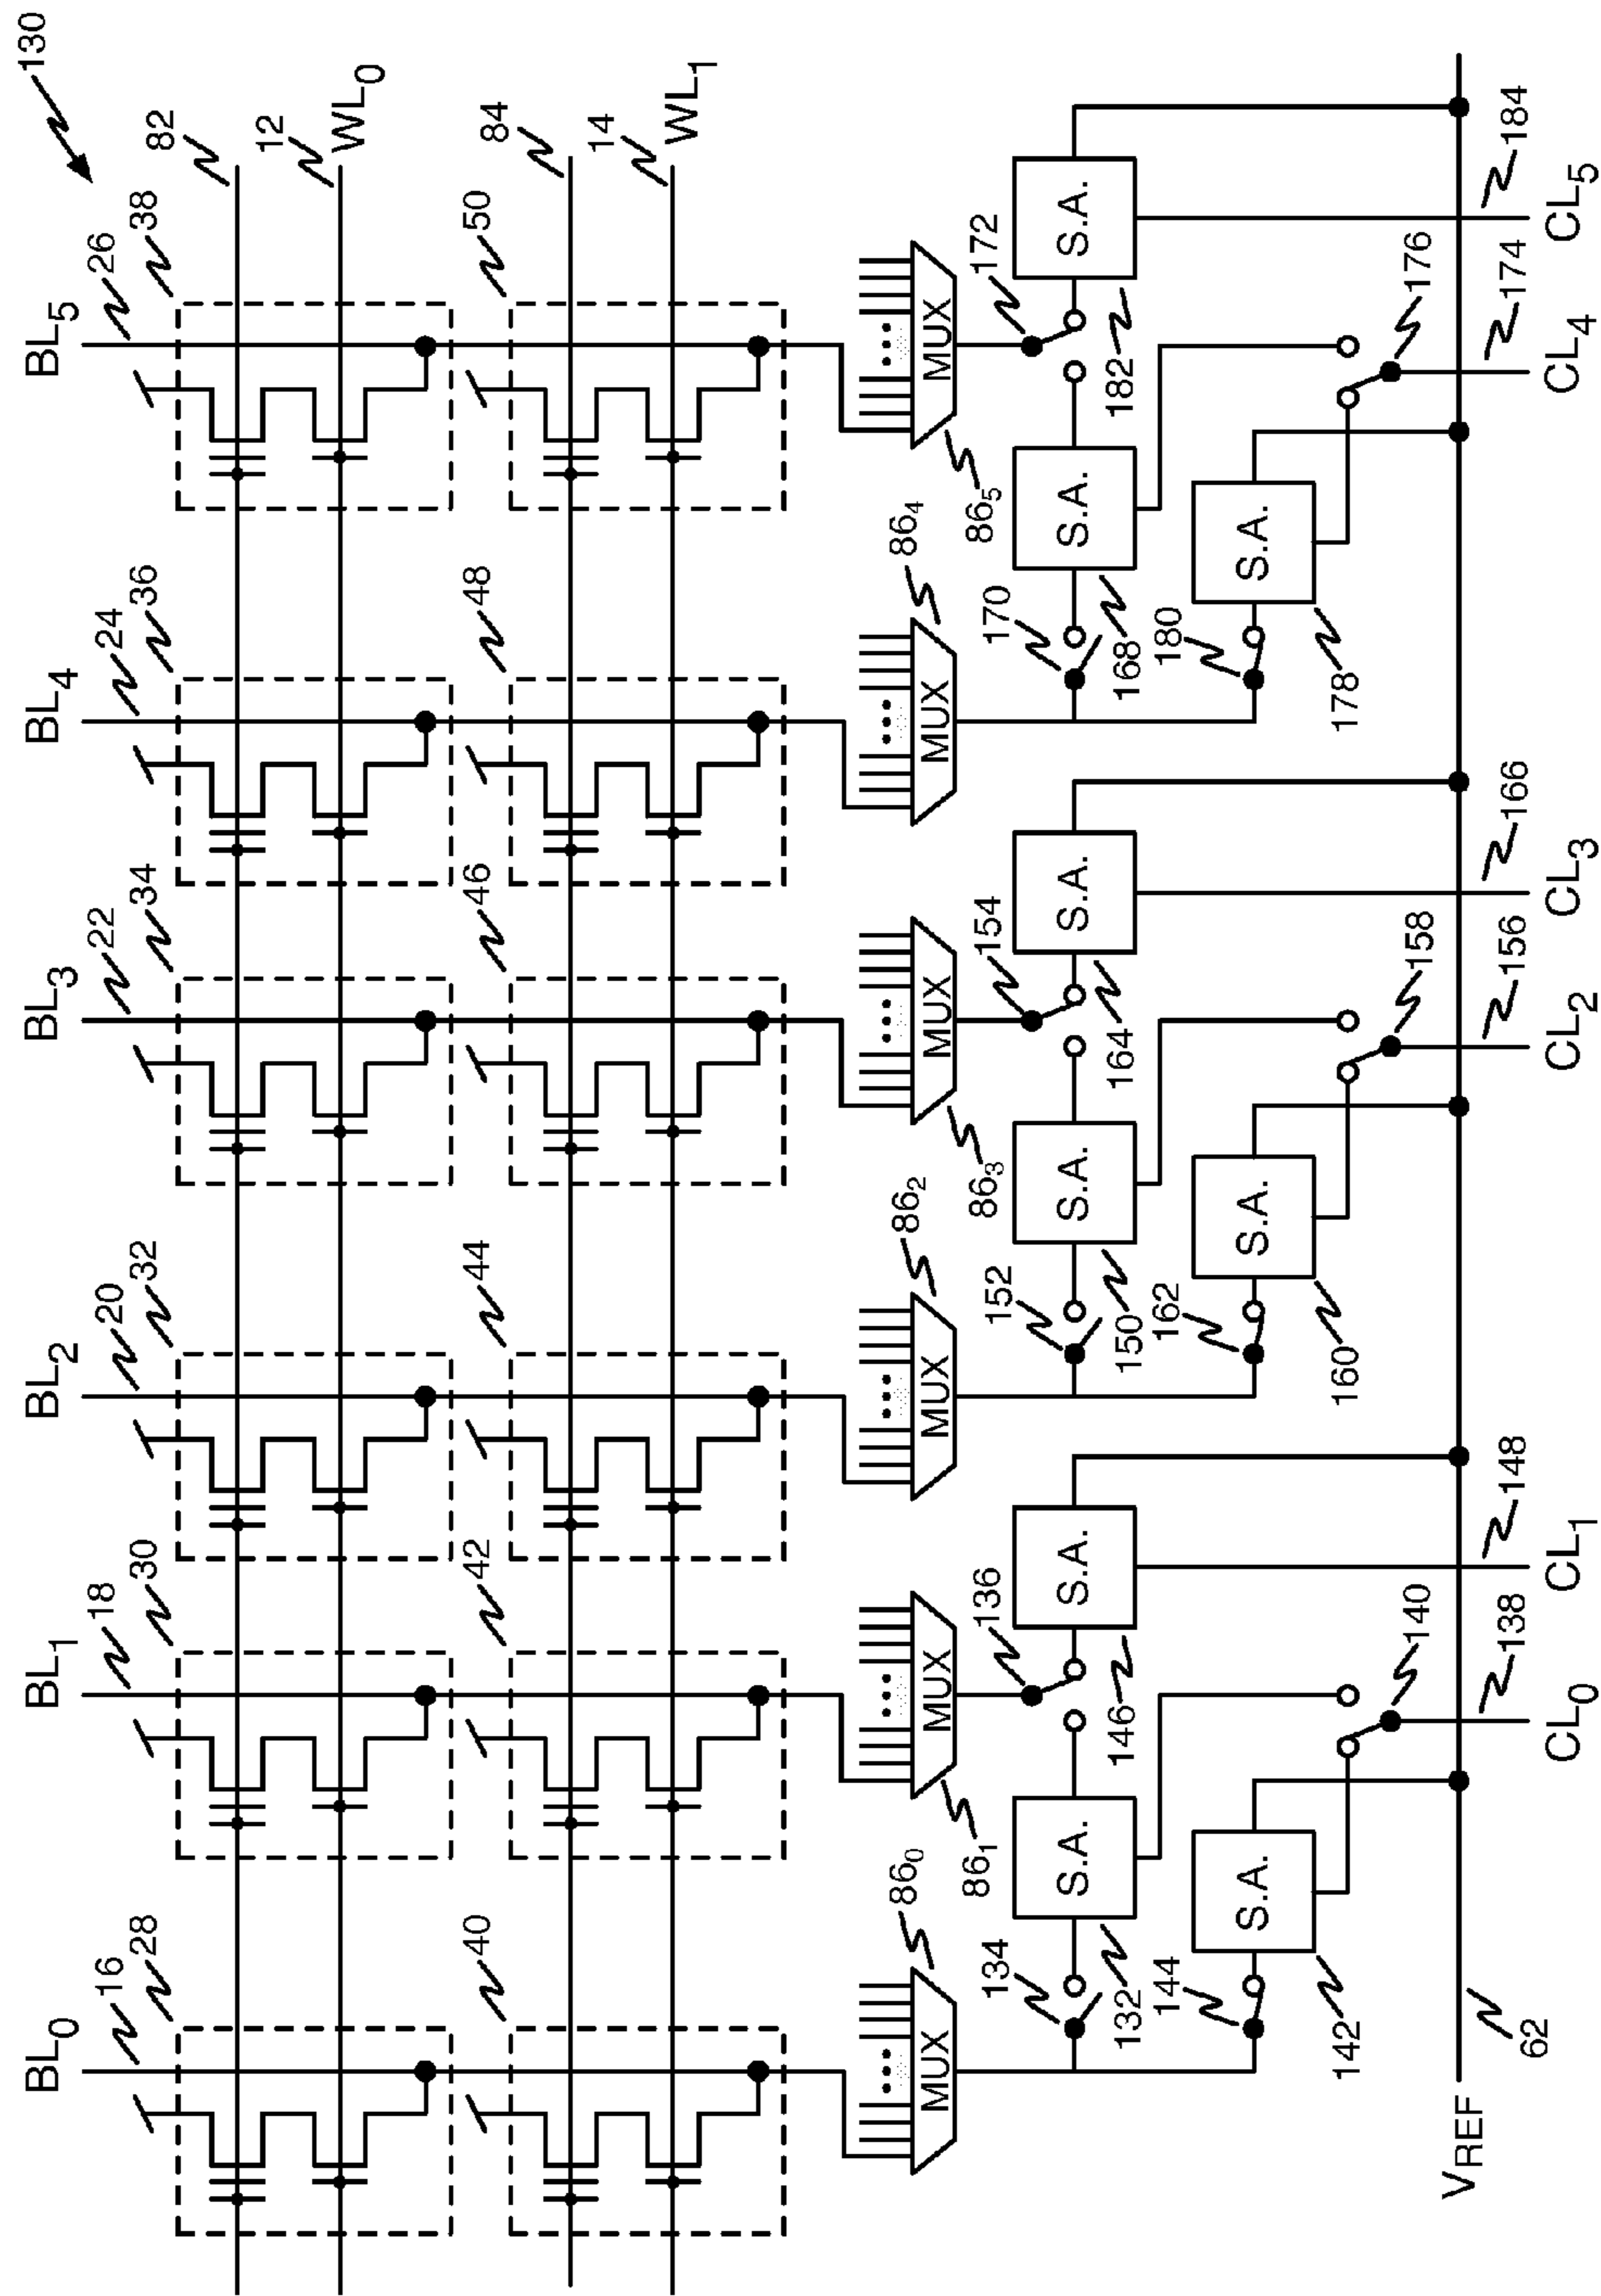 130
BL0 16 28
BL1 18 30
BL2 20 32
BL3 22 34
BL4 24 36
BL5 26 38
82
12
WL0
40
42
44
46
48
50
84
14
WL1
MUX 860
MUX 861
MUX 862
MUX 863
MUX 864
MUX 865
134
136
152
154
170
172
S.A. 132
S.A. 146
S.A. 150
S.A. 164
S.A. 168
S.A. 182
144
162
180
S.A. 142
S.A. 160
S.A. 178
140
158
176
VREF 62
138
148
156
166
174
184
CL0
CL1
CL2
CL3
CL4
CL5